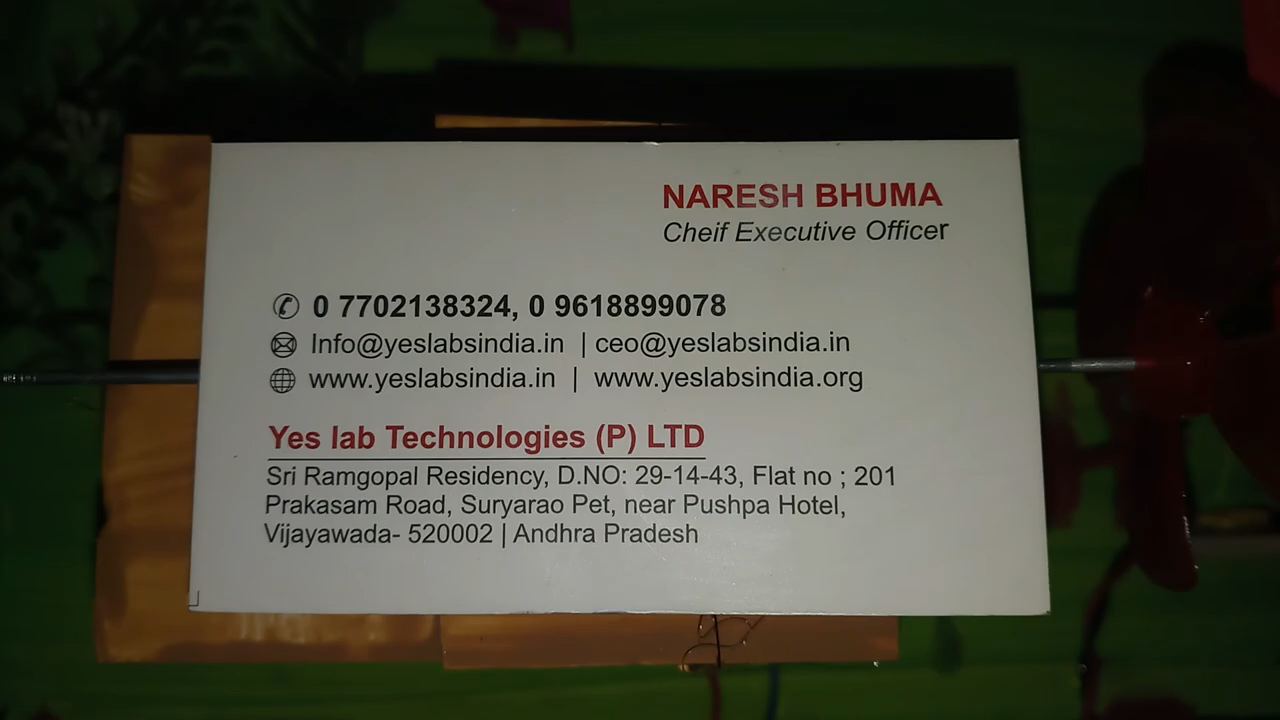 NARESH BHUMA
Cheif Executive Officer
0 7702138324, 0 9618899078
Info@yeslabsindia.in | ceo@yeslabsindia.in
www.yeslabsindia.in | www.yeslabsindia.org
Yes lab Technologies (P) LTD
Sri Ramgopal Residency, D.NO: 29-14-43, Flat no ; 201
Prakasam Road, Suryarao Pet, near Pushpa Hotel,
Vijayawada- 520002 | Andhra Pradesh